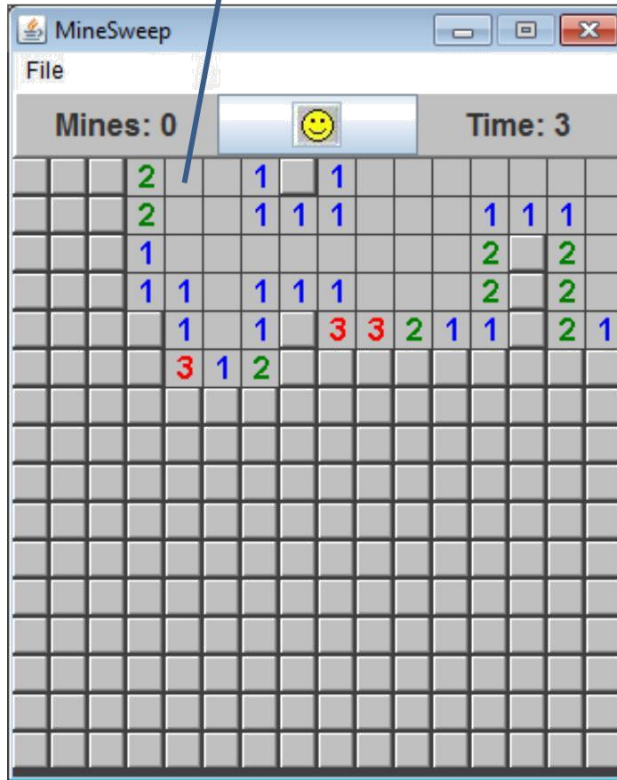 MineSweep
File
Mines: 0 Time: 3
2 1 1
2 1 1 1 1 1 1
1 2 2
1 1 1 1 1 2 2
1 1 3 3 2 1 1 2 1
3 1 2